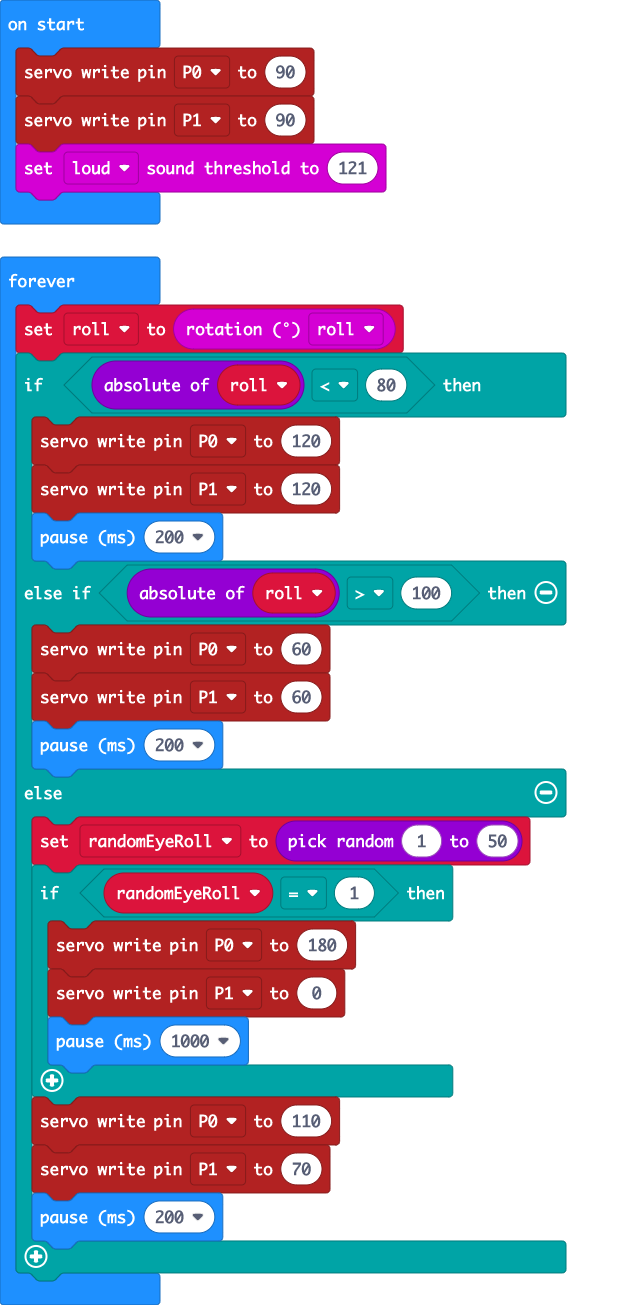 on start
servo write pin P0 to 90
servo write pin P1 to 90
set loud sound threshold to 121
forever
set roll to rotation (°) roll
if absolute of roll < 80 then
servo write pin P0 to 120
servo write pin P1 to 120
pause (ms) 200
else if absolute of roll > 100 then
servo write pin P0 to 60
servo write pin P1 to 60
pause (ms) 200
else
set randomEyeRoll to pick random 1 to 50
if randomEyeRoll = 1 then
servo write pin P0 to 180
servo write pin P1 to 0
pause (ms) 1000
servo write pin P0 to 110
servo write pin P1 to 70
pause (ms) 200